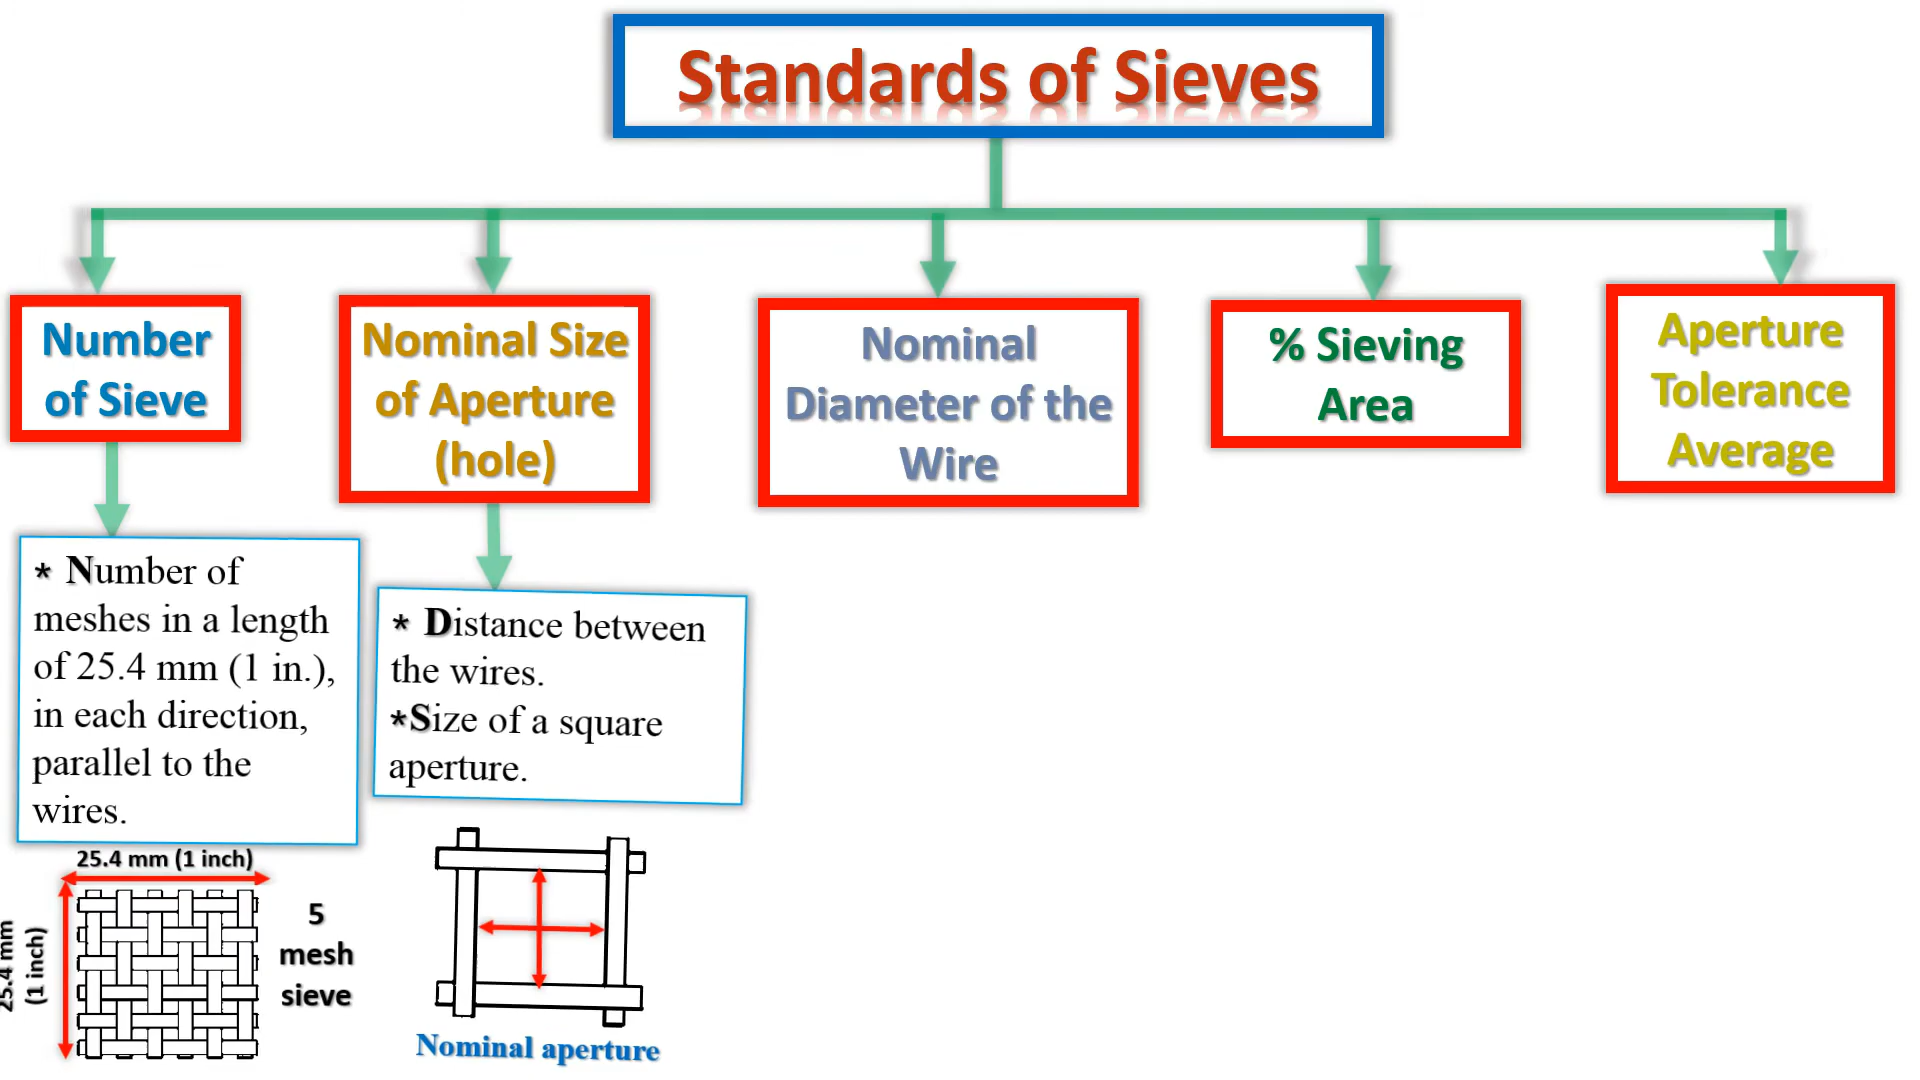 Standards of Sieves
Number
of Sieve
Nominal Size
of Aperture
(hole)
Nominal
Diameter of the
Wire
% Sieving
Area
Aperture
Tolerance
Average
* Number of
meshes in a length
of 25.4 mm (1 in.),
in each direction,
parallel to the
wires.
* Distance between
the wires.
*Size of a square
aperture.
25.4 mm (1 inch)
25.4 mm
(1 inch)
5
mesh
sieve
Nominal aperture